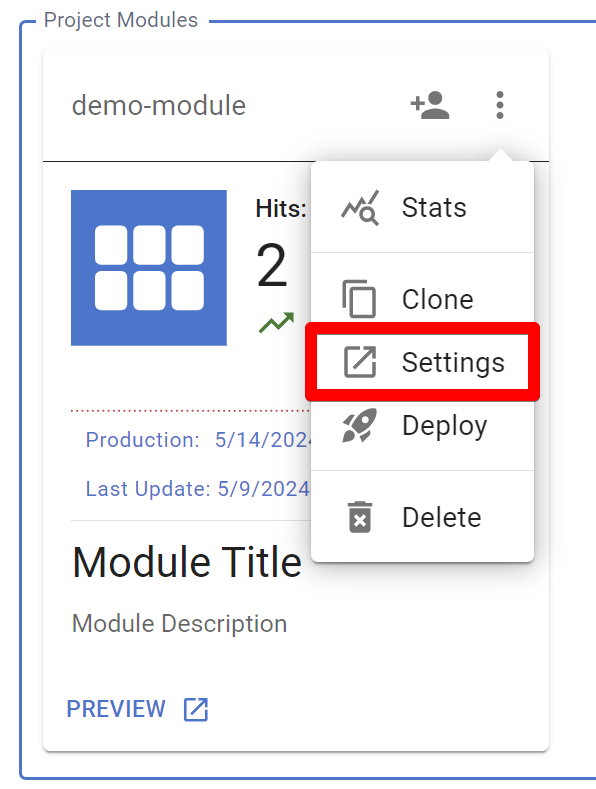 Project Modules
demo-module
Hits:
2
Stats
Clone
Settings
Deploy
Delete
Production: 5/14/2024
Last Update: 5/9/2024
Module Title
Module Description
PREVIEW